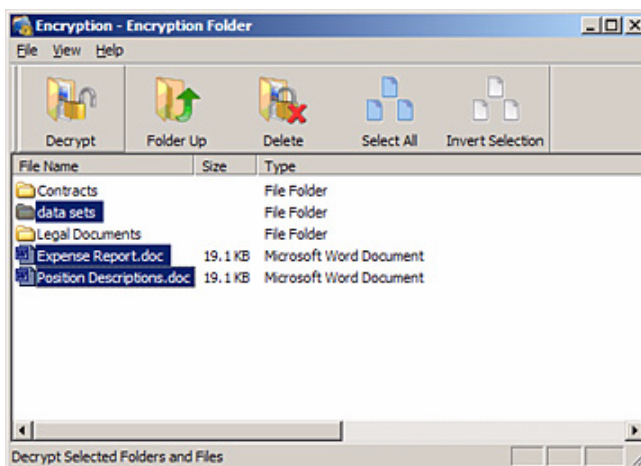 Encryption - Encryption Folder
File View Help
Decrypt Folder Up Delete Select All Invert Selection
File Name Size Type
Contracts File Folder
data sets File Folder
Legal Documents File Folder
Expense Report.doc 19.1 KB Microsoft Word Document
Position Descriptions.doc 19.1 KB Microsoft Word Document
Decrypt Selected Folders and Files